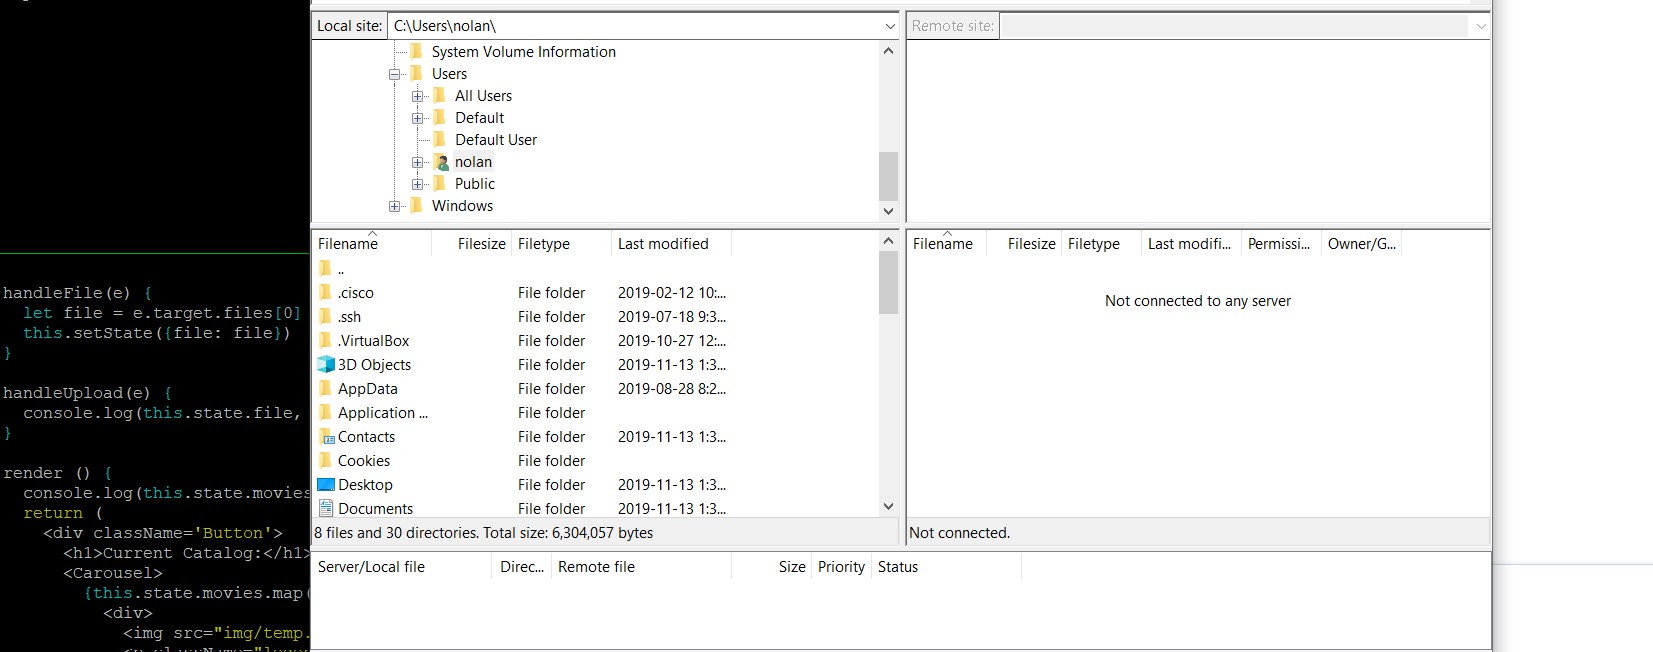 handleFile(e) {
let file = e.target.files[0]
this.setState({file: file})
}
handleUpload(e) {
console.log(this.state.file,
}
render () {
console.log(this.state.movies
return (
<div className='Button'>
<h1>Current Catalog:</h1>
<Carousel>
{this.state.movies.map(
<div>
<img src="img/temp.
Local site: C:\Users\nolan\
System Volume Information
Users
All Users
Default
Default User
nolan
Public
Windows
Filename Filesize Filetype Last modified
..
.cisco File folder 2019-02-12 10:...
.ssh File folder 2019-07-18 9:3...
.VirtualBox File folder 2019-10-27 12:...
3D Objects File folder 2019-11-13 1:3...
AppData File folder 2019-08-28 8:2...
Application ... File folder
Contacts File folder 2019-11-13 1:3...
Cookies File folder
Desktop File folder 2019-11-13 1:3...
Documents File folder 2019-11-13 1:3...
8 files and 30 directories. Total size: 6,304,057 bytes
Remote site:
Filename Filesize Filetype Last modifi... Permissi... Owner/G...
Not connected to any server
Not connected.
Server/Local file Direc... Remote file Size Priority Status